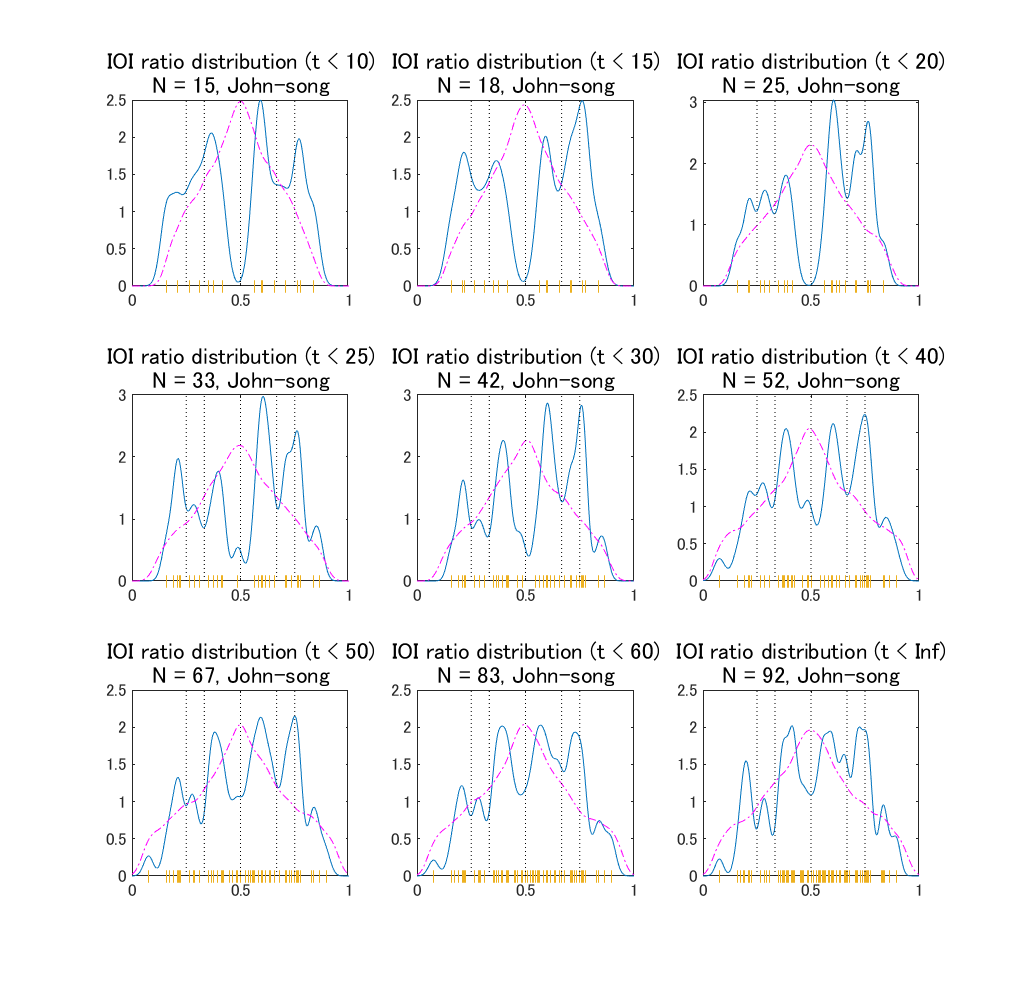 IOI ratio distribution (t < 10)
N = 15, John-song
2.5
2
1.5
1
0.5
0
0 0.5 1
IOI ratio distribution (t < 15)
N = 18, John-song
2.5
2
1.5
1
0.5
0
0 0.5 1
IOI ratio distribution (t < 20)
N = 25, John-song
3
2
1
0
0 0.5 1
IOI ratio distribution (t < 25)
N = 33, John-song
3
2
1
0
0 0.5 1
IOI ratio distribution (t < 30)
N = 42, John-song
3
2
1
0
0 0.5 1
IOI ratio distribution (t < 40)
N = 52, John-song
2.5
2
1.5
1
0.5
0
0 0.5 1
IOI ratio distribution (t < 50)
N = 67, John-song
2.5
2
1.5
1
0.5
0
0 0.5 1
IOI ratio distribution (t < 60)
N = 83, John-song
2.5
2
1.5
1
0.5
0
0 0.5 1
IOI ratio distribution (t < Inf)
N = 92, John-song
2.5
2
1.5
1
0.5
0
0 0.5 1